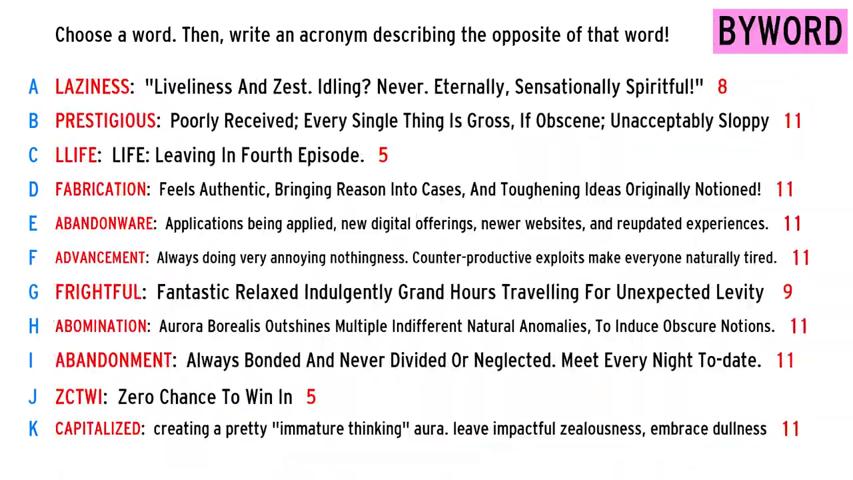 Choose a word. Then, write an acronym describing the opposite of that word!
BYWORD
A LAZINESS: "Liveliness And Zest. Idling? Never. Eternally, Sensationally Spiritful!" 8
B PRESTIGIOUS: Poorly Received; Every Single Thing Is Gross, If Obscene; Unacceptably Sloppy 11
C LLIFE: LIFE: Leaving In Fourth Episode. 5
D FABRICATION: Feels Authentic, Bringing Reason Into Cases, And Toughening Ideas Originally Notioned! 11
E ABANDONWARE: Applications being applied, new digital offerings, newer websites, and reupdated experiences. 11
F ADVANCEMENT: Always doing very annoying nothingness. Counter-productive exploits make everyone naturally tired. 11
G FRIGHTFUL: Fantastic Relaxed Indulgently Grand Hours Travelling For Unexpected Levity 9
H ABOMINATION: Aurora Borealis Outshines Multiple Indifferent Natural Anomalies, To Induce Obscure Notions. 11
I ABANDONMENT: Always Bonded And Never Divided Or Neglected. Meet Every Night To-date. 11
J ZCTWI: Zero Chance To Win In 5
K CAPITALIZED: creating a pretty "immature thinking" aura. leave impactful zealousness, embrace dullness 11